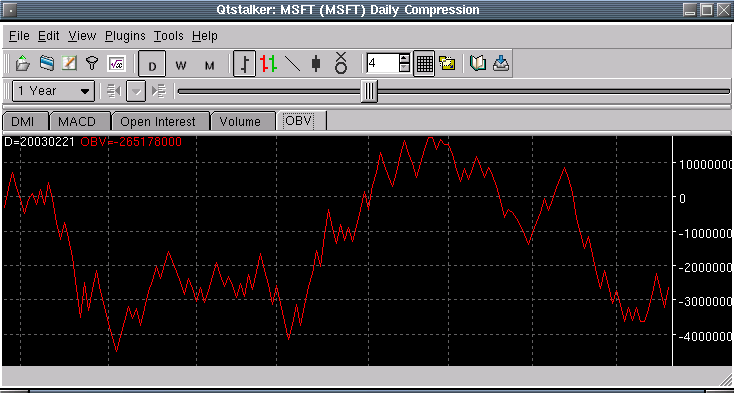 Qtstalker: MSFT (MSFT) Daily Compression
File Edit View Plugins Tools Help
D W M 4
1 Year
DMI MACD Open Interest Volume OBV
D=20030221 OBV=-265178000
10000000
0
-1000000
-2000000
-3000000
-4000000